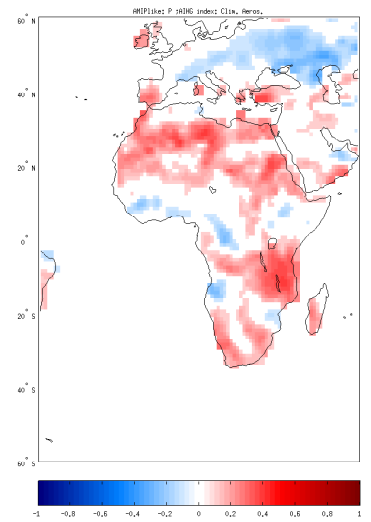 AMIPlike: P ;AIHG index: Clim. Aeros.
60° N
40° N
20° N
0°
20° S
40° S
60° S
-1 -0.8 -0.6 -0.4 -0.2 0 0.2 0.4 0.6 0.8 1